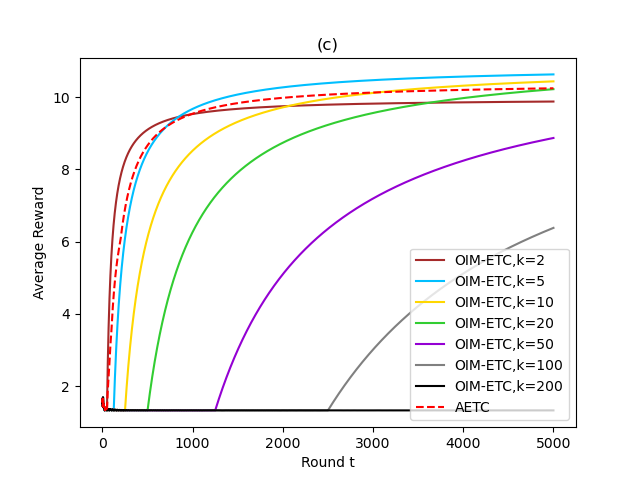 (c)
Average Reward
10
8
6
4
2
OIM-ETC,k=2
OIM-ETC,k=5
OIM-ETC,k=10
OIM-ETC,k=20
OIM-ETC,k=50
OIM-ETC,k=100
OIM-ETC,k=200
AETC
0 1000 2000 3000 4000 5000
Round t